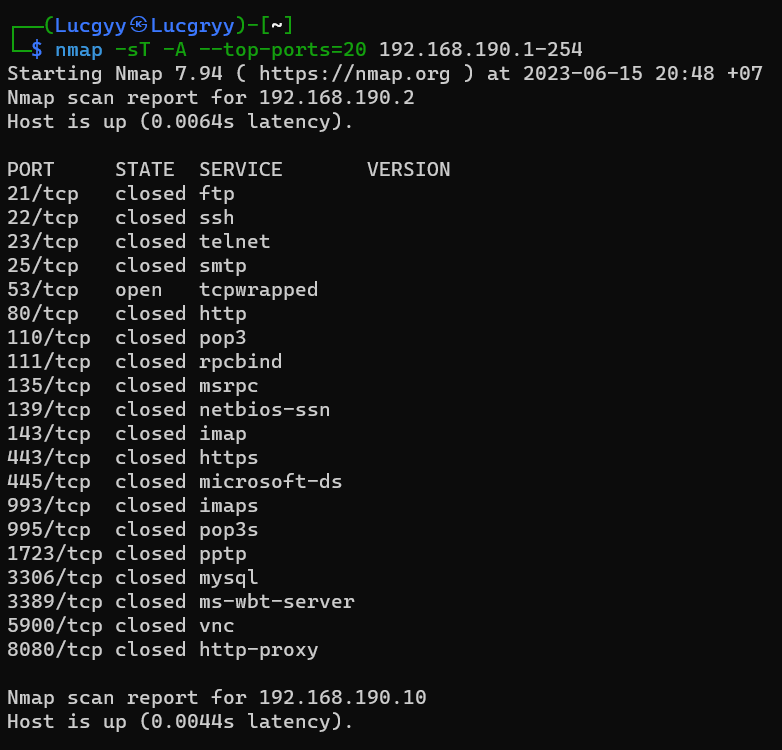 ┌──(Lucgyy㉿Lucgryy)-[~]
└─$ nmap -sT -A --top-ports=20 192.168.190.1-254
Starting Nmap 7.94 ( https://nmap.org ) at 2023-06-15 20:48 +07
Nmap scan report for 192.168.190.2
Host is up (0.0064s latency).

PORT     STATE  SERVICE       VERSION
21/tcp   closed ftp
22/tcp   closed ssh
23/tcp   closed telnet
25/tcp   closed smtp
53/tcp   open   tcpwrapped
80/tcp   closed http
110/tcp  closed pop3
111/tcp  closed rpcbind
135/tcp  closed msrpc
139/tcp  closed netbios-ssn
143/tcp  closed imap
443/tcp  closed https
445/tcp  closed microsoft-ds
993/tcp  closed imaps
995/tcp  closed pop3s
1723/tcp closed pptp
3306/tcp closed mysql
3389/tcp closed ms-wbt-server
5900/tcp closed vnc
8080/tcp closed http-proxy

Nmap scan report for 192.168.190.10
Host is up (0.0044s latency).